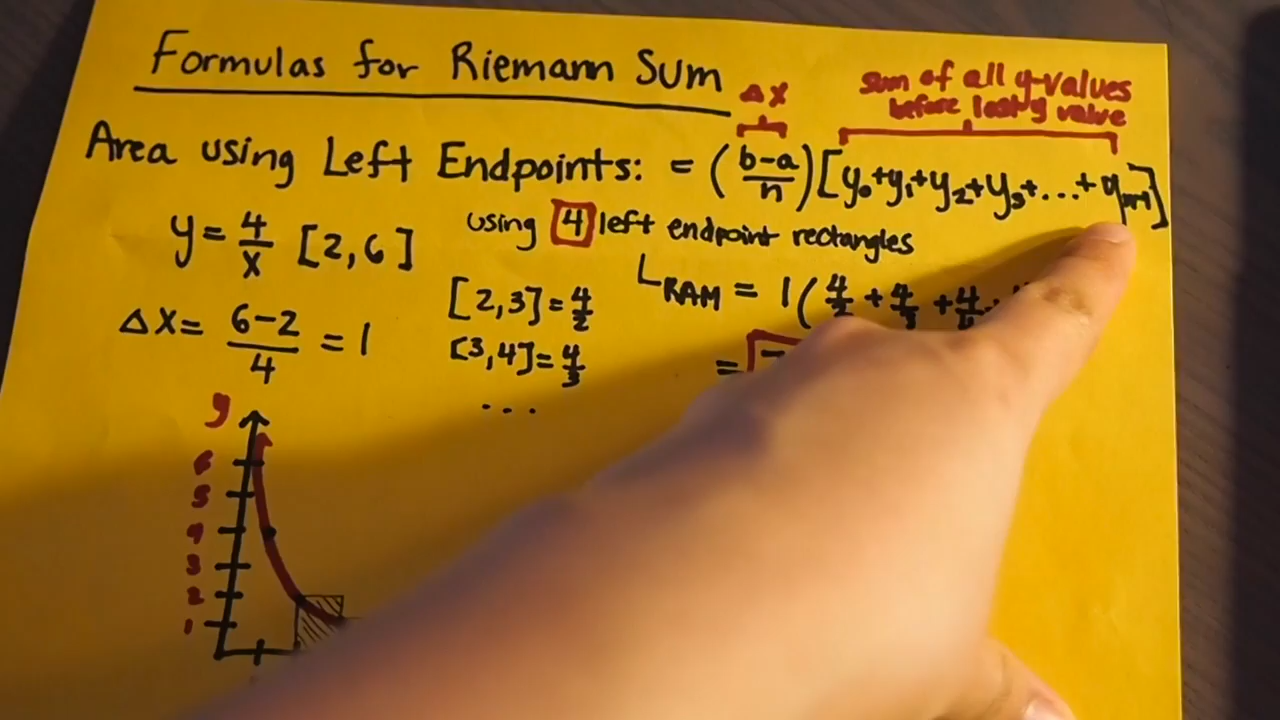 Formulas for Riemann Sum
Δx
sum of all y-values
before last y value
Area using Left Endpoints: = (b-a/n)[y₀+y₁+y₂+y₃+...+yₙ₋₁]
y=4/x [2,6]
using 4 left endpoint rectangles
Δx= 6-2/4 =1
[2,3]=4/2
[3,4]=4/3
...
L_RAM = 1(4/2 +4/3 +4/4
=
y
6
5
4
3
2
1